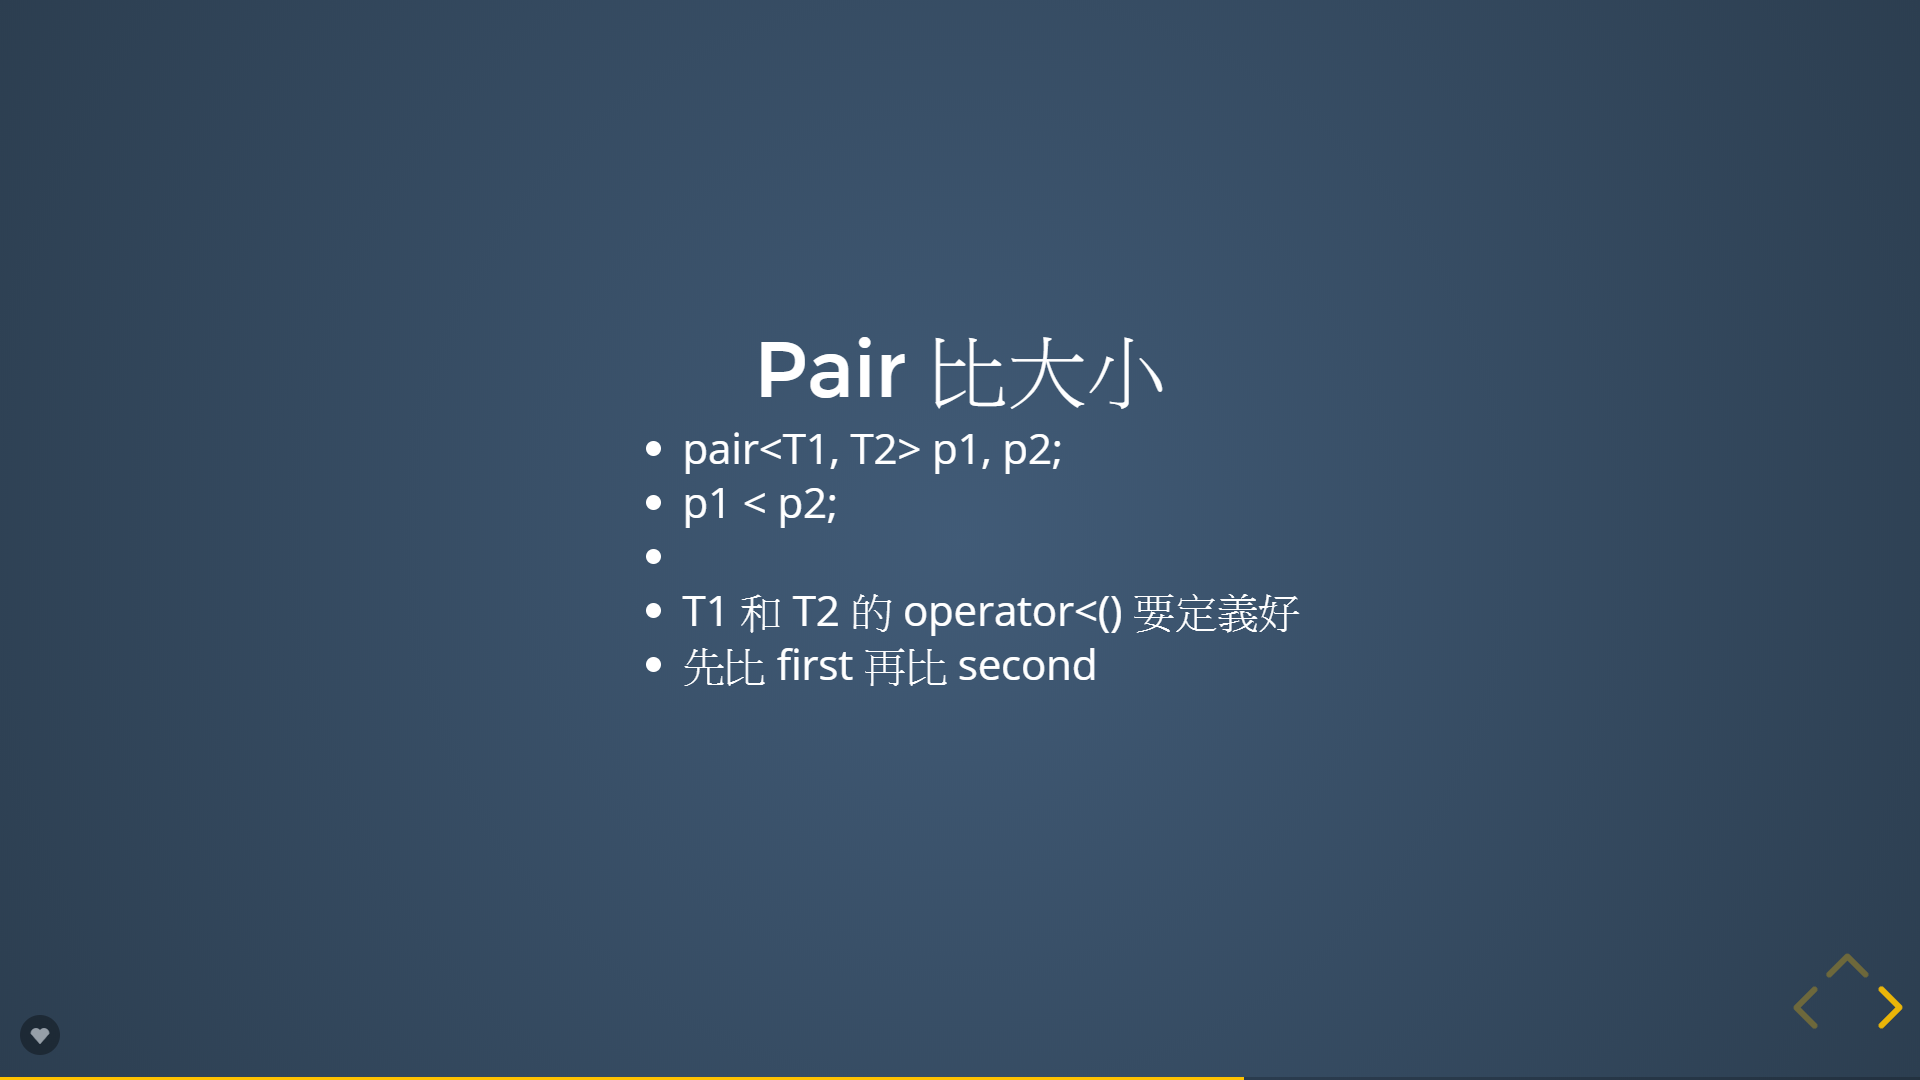 Pair 比大小
pair<T1, T2> p1, p2;
p1 < p2;
T1 和 T2 的 operator<() 要定義好
先比 first 再比 second